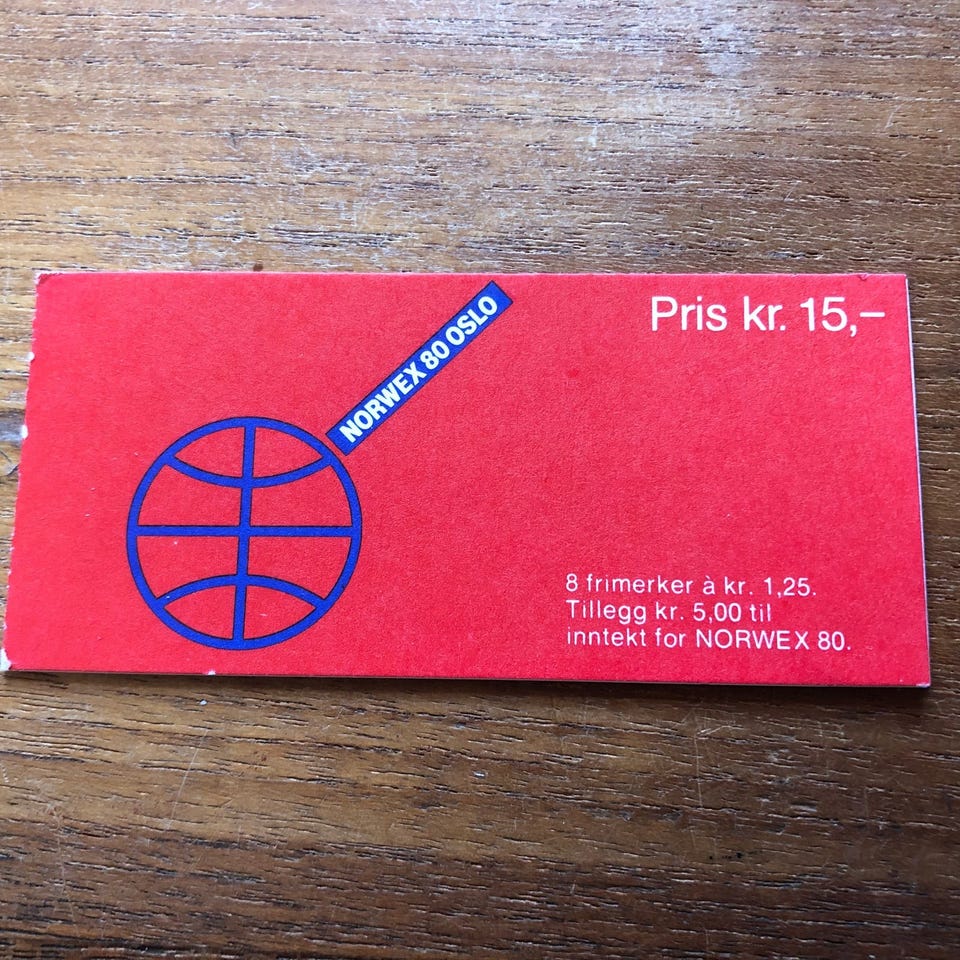 Pris kr. 15,–
NORWEX 80 OSLO
8 frimerker à kr. 1,25.
Tillegg kr. 5,00 til
inntekt for NORWEX 80.